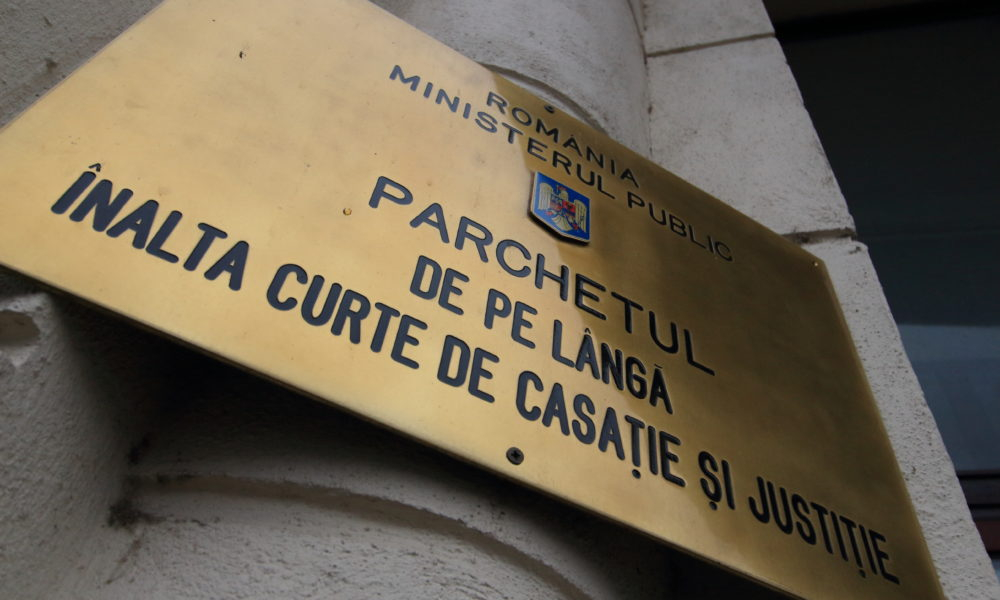 ROMÂNIA
MINISTERUL PUBLIC
PARCHETUL
DE PE LÂNGĂ
ÎNALTA CURTE DE CASAȚIE ȘI JUSTIȚIE